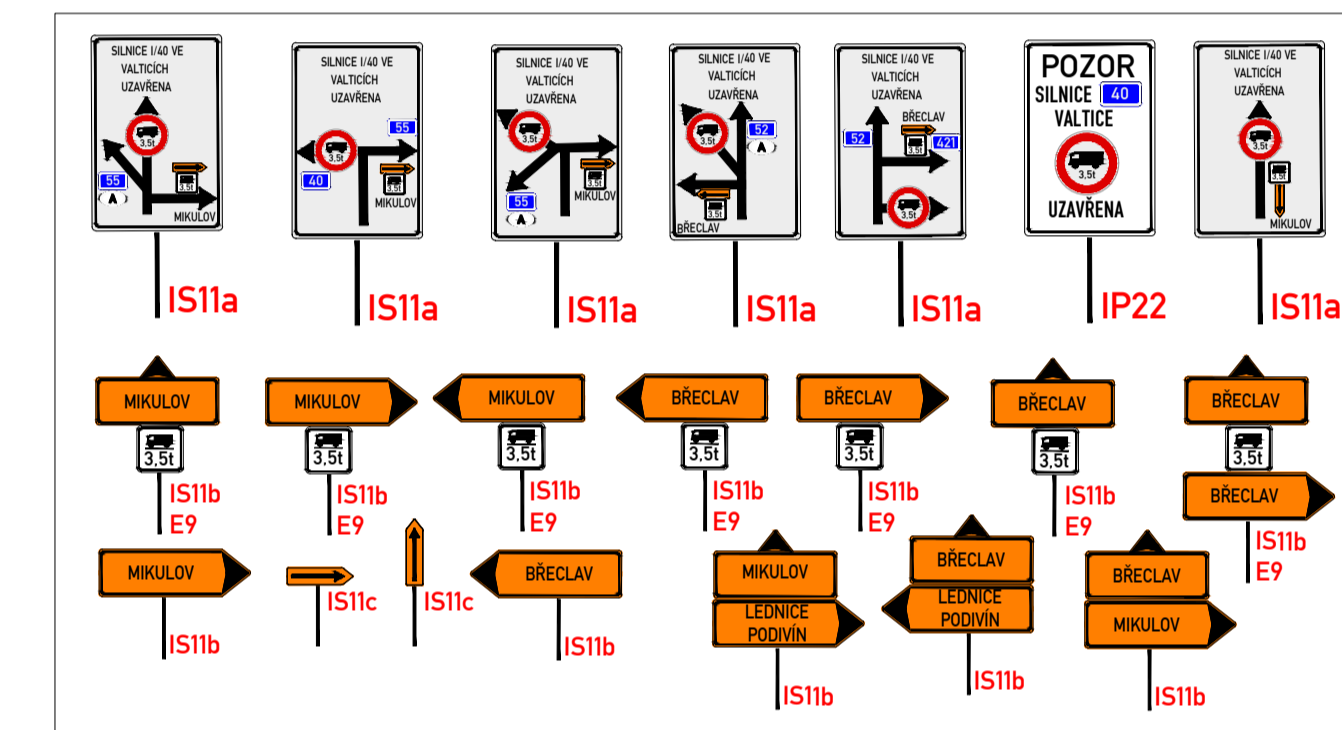 SILNICE I/40 VE
VALTICÍCH
UZAVŘENA
3.5t
55
A
3.5t
MIKULOV
IS11a
SILNICE I/40 VE
VALTICÍCH
UZAVŘENA
55
3.5t
40
3.5t
MIKULOV
IS11a
SILNICE I/40 VE
VALTICÍCH
UZAVŘENA
3.5t
3.5t
MIKULOV
55
A
IS11a
SILNICE I/40 VE
VALTICÍCH
UZAVŘENA
52
A
3.5t
3.5t
BŘECLAV
IS11a
SILNICE I/40 VE
VALTICÍCH
UZAVŘENA
BŘECLAV
52
421
3.5t
3.5t
IS11a
POZOR
SILNICE 40
VALTICE
3.5t
UZAVŘENA
IP22
SILNICE I/40 VE
VALTICÍCH
UZAVŘENA
3.5t
3.5t
MIKULOV
IS11a
MIKULOV
3,5t
IS11b
E9
MIKULOV
3,5t
IS11b
E9
MIKULOV
3,5t
IS11b
E9
BŘECLAV
3,5t
IS11b
E9
BŘECLAV
3,5t
IS11b
E9
BŘECLAV
3,5t
IS11b
E9
BŘECLAV
3,5t
BŘECLAV
IS11b
E9
MIKULOV
IS11b
IS11c
IS11c
BŘECLAV
IS11b
MIKULOV
LEDNICE
PODIVÍN
IS11b
BŘECLAV
LEDNICE
PODIVÍN
IS11b
BŘECLAV
MIKULOV
IS11b